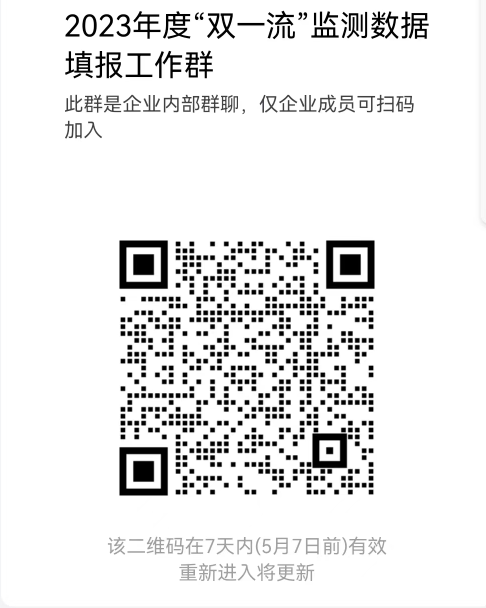 2023年度“双一流”监测数据
填报工作群
此群是企业内部群聊，仅企业成员可扫码
加入
该二维码在7天内(5月7日前)有效
重新进入将更新